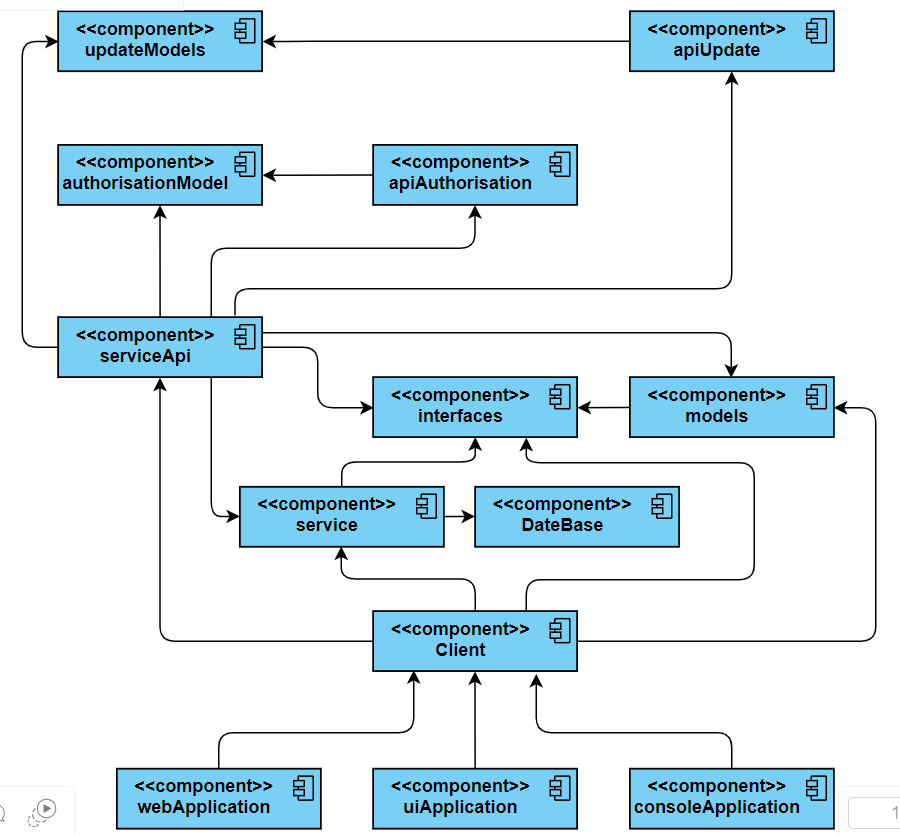 <<component>>
updateModels
<<component>>
apiUpdate
<<component>>
authorisationModel
<<component>>
apiAuthorisation
<<component>>
serviceApi
<<component>>
interfaces
<<component>>
models
<<component>>
service
<<component>>
DateBase
<<component>>
Client
<<component>>
webApplication
<<component>>
uiApplication
<<component>>
consoleApplication
1